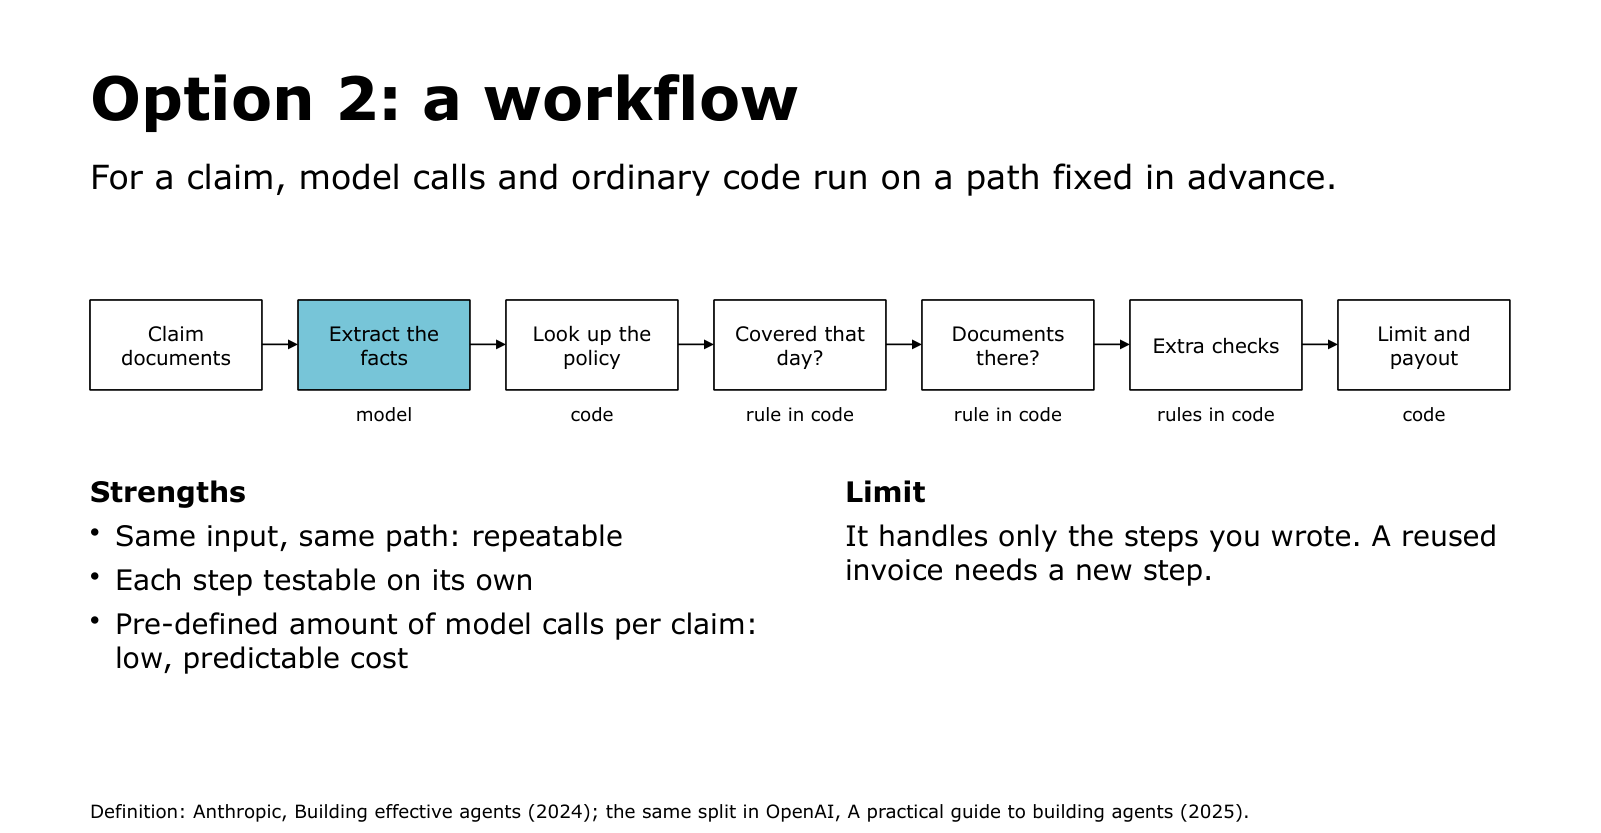 Option 2: a workflow
For a claim, model calls and ordinary code run on a path fixed in advance.
Claim
documents
Extract the
facts
model
Look up the
policy
code
Covered that
day?
rule in code
Documents
there?
rule in code
Extra checks
rules in code
Limit and
payout
code
Strengths
• Same input, same path: repeatable
• Each step testable on its own
• Pre-defined amount of model calls per claim:
low, predictable cost
Limit
It handles only the steps you wrote. A reused
invoice needs a new step.
Definition: Anthropic, Building effective agents (2024); the same split in OpenAI, A practical guide to building agents (2025).